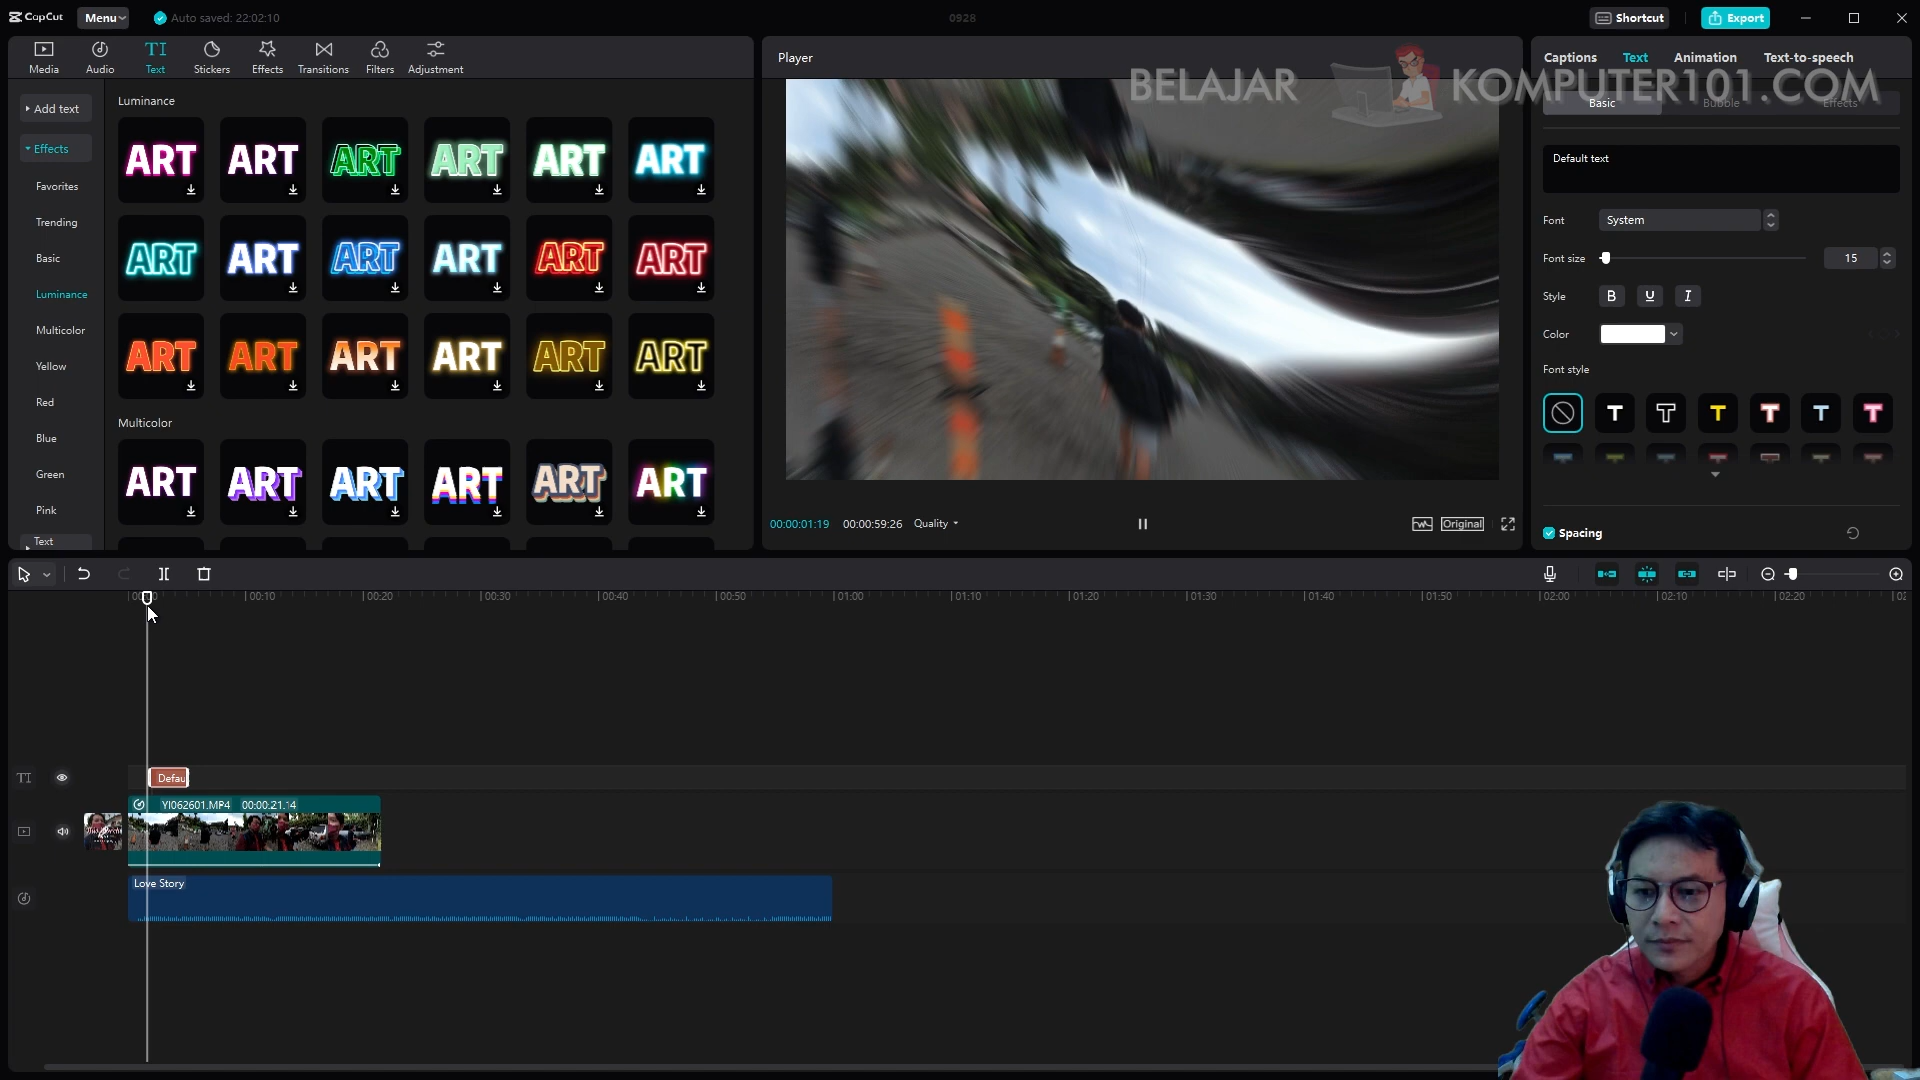 CapCut
Menu
Auto saved: 22:02:10
0928
Shortcut
Export
Media
Audio
TI
Text
Stickers
Effects
Transitions
Filters
Adjustment
Player
Captions
Text
Animation
Text-to-speech
BELAJAR KOMPUTER101.COM
Basic
Bubble
Effects
Add text
Effects
Favorites
Trending
Basic
Luminance
Multicolor
Yellow
Red
Blue
Green
Pink
Text
Luminance
ART ART ART ART ART ART
ART ART ART ART ART ART
ART ART ART ART ART ART
Multicolor
ART ART ART ART ART ART
00:00:01:19
00:00:59:26
Quality
Original
Default text
Font
System
Font size
15
Style
B U I
Color
Font style
T T T T T T
Spacing
00:10
00:20
00:30
00:40
00:50
01:00
01:10
01:20
01:30
01:40
01:50
02:00
02:10
02:20
TI
Defau
YI062601.MP4 00:00:21:14
Love Story